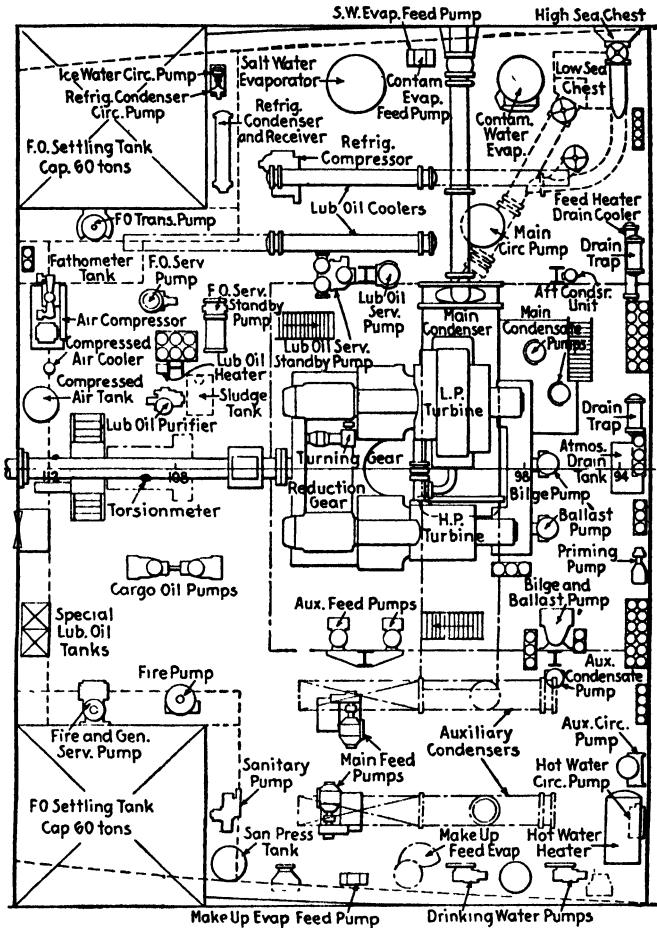 S.W. Evap. Feed Pump
High Sea Chest
Ice Water Circ. Pump
Refrig. Condenser
Circ. Pump
Salt Water
Evaporator
Contam.
Evap.
Feed Pump
Low Sea
Chest
Contam.
Water
Evap.
Refrig.
Condenser
and Receiver
F.O. Settling Tank
Cap. 60 tons
Refrig.
Compressor
Lub Oil Coolers
Feed Heater
Drain Cooler
FO Trans. Pump
Main
Circ Pump
Drain
Trap
Fathometer
Tank
F.O. Serv
Pump
F.O. Serv.
Standby
Pump
Lub Oil
Serv.
Pump
Aft Condsr.
Unit
Air Compressor
Main
Condenser
Main
Condensate
Pumps
Compressed
Air Cooler
Lub Oil Serv.
Standby Pump
Lub Oil
Heater
Compressed
Air Tank
Sludge
Tank
L.P.
Turbine
Drain
Trap
Lub Oil Purifier
Turning Gear
Atmos.
Drain
Tank
112
108
98
94
Reduction
Gear
Bilge Pump
Torsionmeter
H.P.
Turbine
Ballast
Pump
Priming
Pump
Cargo Oil Pumps
Bilge and
Ballast Pump
Special
Lub. Oil
Tanks
Aux. Feed Pumps
Fire Pump
Aux.
Condensate
Pump
Fire and Gen.
Serv. Pump
Auxiliary
Condensers
Aux. Circ.
Pump
Main Feed
Pumps
Hot Water
Circ. Pump
Sanitary
Pump
FO Settling Tank
Cap 60 tons
San Press
Tank
Make Up
Feed Evap
Hot Water
Heater
Make Up Evap Feed Pump
Drinking Water Pumps